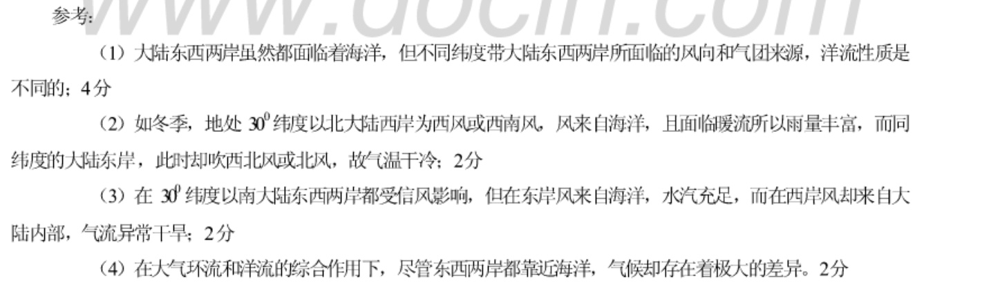 www.docin.com
参考:
（1）大陆东西两岸虽然都面临着海洋，但不同纬度带大陆东西两岸所面临的风向和气团来源，洋流性质是
不同的；4分
（2）如冬季，地处 30⁰ 纬度以北大陆西岸为西风或西南风，风来自海洋，且面临暖流所以雨量丰富，而同
纬度的大陆东岸，此时却吹西北风或北风，故气温干冷；2分
（3）在 30⁰ 纬度以南大陆东西两岸都受信风影响，但在东岸风来自海洋，水汽充足，而在西岸风却来自大
陆内部，气流异常干旱；2分
（4）在大气环流和洋流的综合作用下，尽管东西两岸都靠近海洋，气候却存在着极大的差异。2分